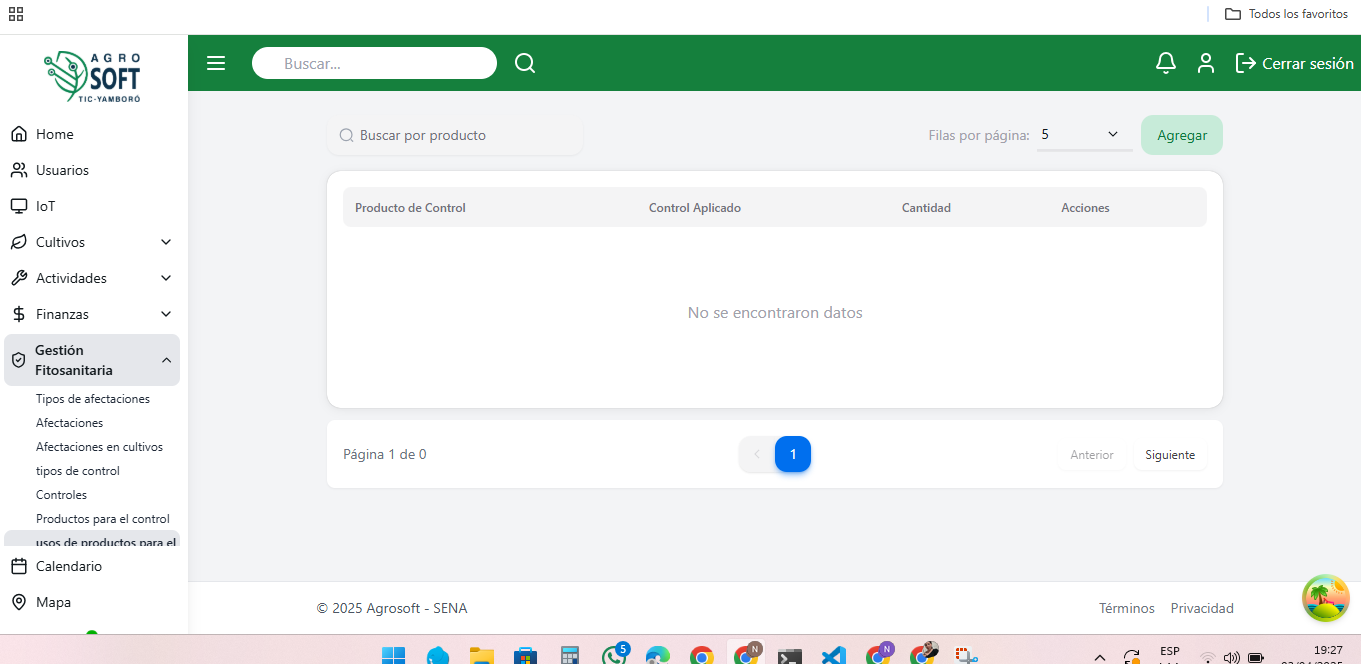 Todos los favoritos
AGRO
SOFT
TIC-YAMBORÓ
Buscar...
Cerrar sesión
Home
Usuarios
IoT
Cultivos
Actividades
Finanzas
Gestión
Fitosanitaria
Tipos de afectaciones
Afectaciones
Afectaciones en cultivos
tipos de control
Controles
Productos para el control
usos de productos para el
Calendario
Mapa
Buscar por producto
Filas por página: 5
Agregar
Producto de Control Control Aplicado Cantidad Acciones
No se encontraron datos
Página 1 de 0
1
Anterior Siguiente
© 2025 Agrosoft - SENA
Términos Privacidad
5
N
N
ESP
19:27